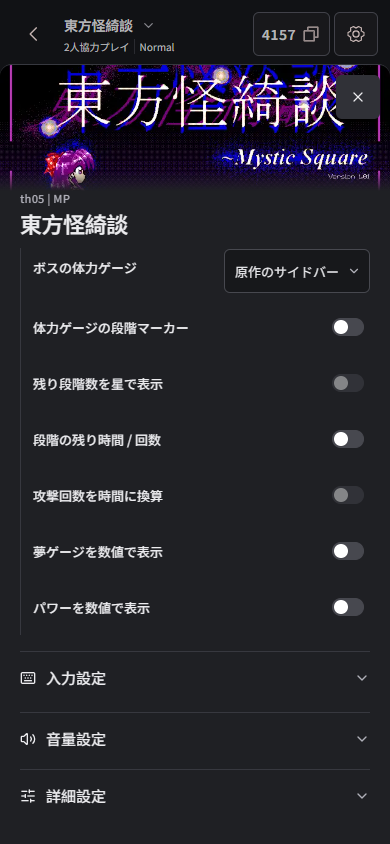 東方怪綺談
2人協力プレイ Normal
4157
東方怪綺談
~Mystic Square
Version 1.01
th05 | MP
東方怪綺談
ボスの体力ゲージ
原作のサイドバー
体力ゲージの段階マーカー
残り段階数を星で表示
段階の残り時間 / 回数
攻撃回数を時間に換算
夢ゲージを数値で表示
パワーを数値で表示
入力設定
音量設定
詳細設定